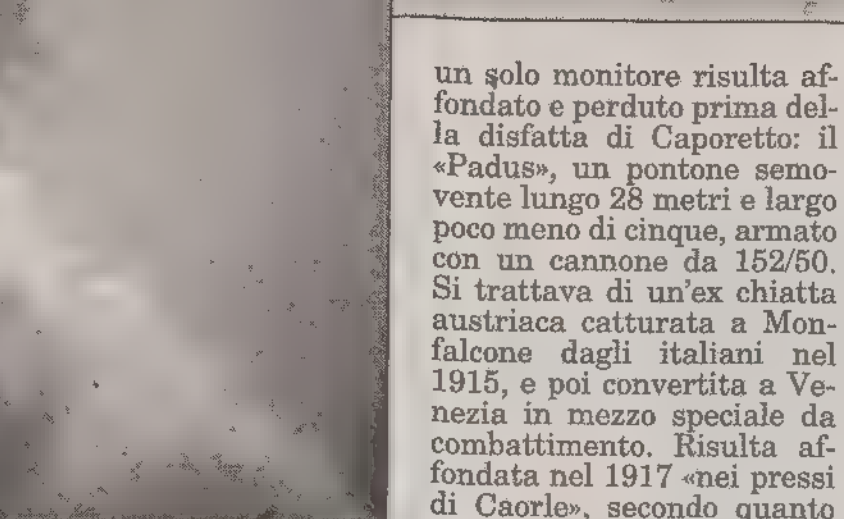 un solo monitore risulta af-
fondato e perduto prima del-
la disfatta di Caporetto: il
«Padus», un pontone semo-
vente lungo 28 metri e largo
poco meno di cinque, armato
con un cannone da 152/50.
Si trattava di un'ex chiatta
austriaca catturata a Mon-
falcone dagli italiani nel
1915, e poi convertita a Ve-
nezia in mezzo speciale da
combattimento. Risulta af-
fondata nel 1917 «nei pressi
di Caorle», secondo quanto